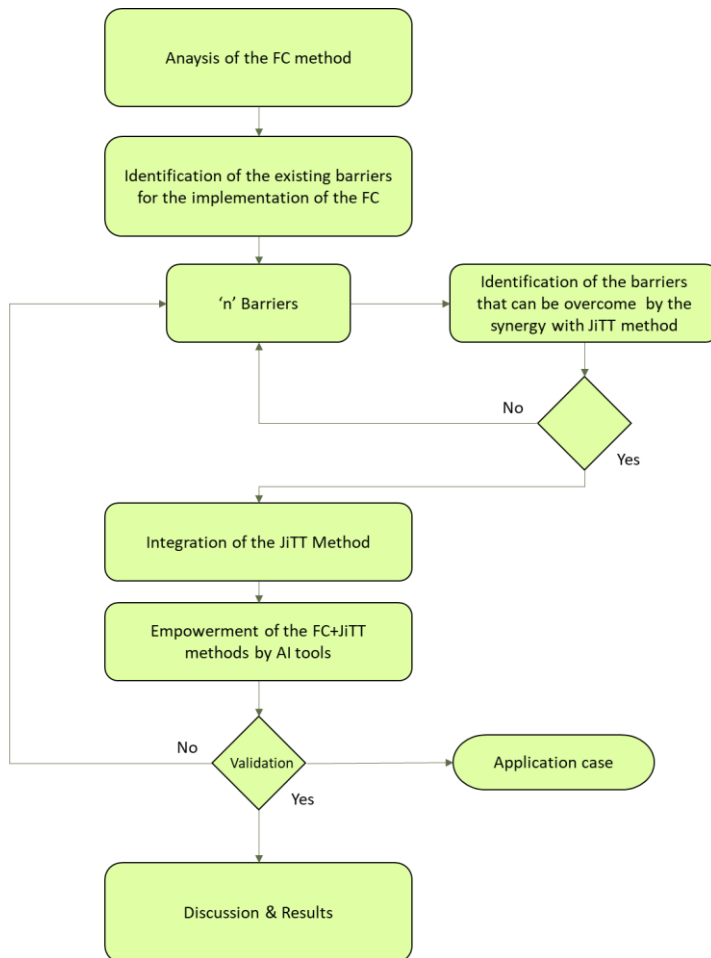 Anaysis of the FC method
Identification of the existing barriers
for the implementation of the FC
‘n’ Barriers
Identification of the barriers
that can be overcome by the
synergy with JiTT method
No
Yes
Integration of the JiTT Method
Empowerment of the FC+JiTT
methods by AI tools
No
Validation
Yes
Application case
Discussion & Results